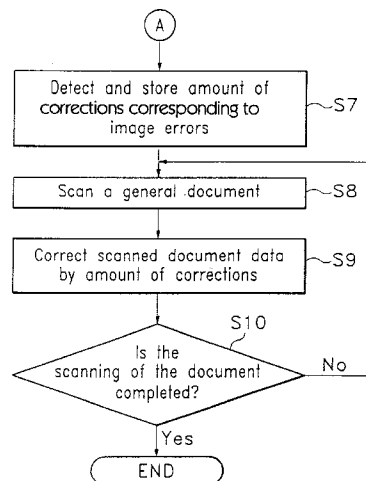 A
Detect and store amount of
corrections corresponding to
image errors
S7
Scan a general document
S8
Correct scanned document data
by amount of corrections
S9
S10
Is the
scanning of the document
completed?
No
Yes
END